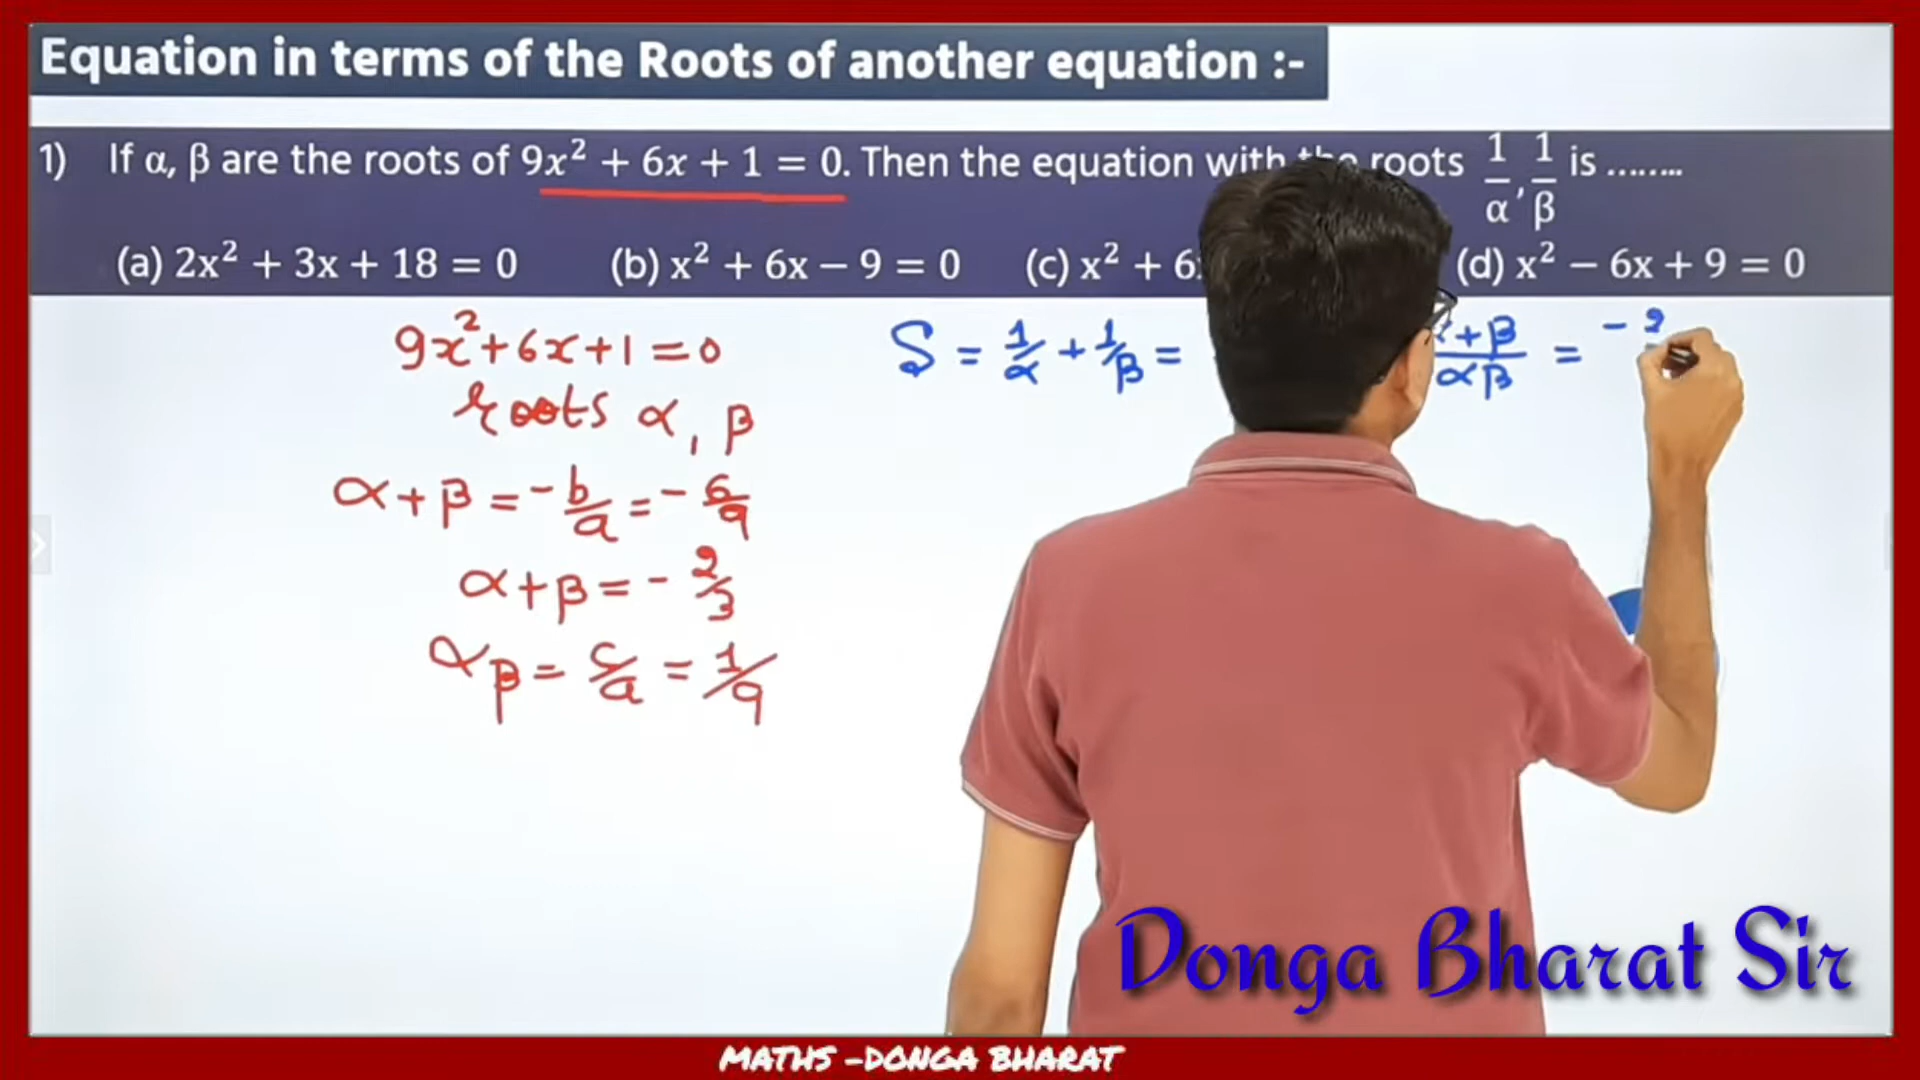 Equation in terms of the Roots of another equation :-
1) If α, β are the roots of 9x² + 6x + 1 = 0. Then the equation with the roots 1/α, 1/β is ........
(a) 2x² + 3x + 18 = 0 (b) x² + 6x − 9 = 0 (c) x² + 6 (d) x² − 6x + 9 = 0
9x²+6x+1=0
roots α, β
α+β = -b/a = -6/9
α+β = -2/3
αβ = c/a = 1/9
S = 1/α + 1/β = +β/αβ = -2
Donga Bharat Sir
MATHS -DONGA BHARAT